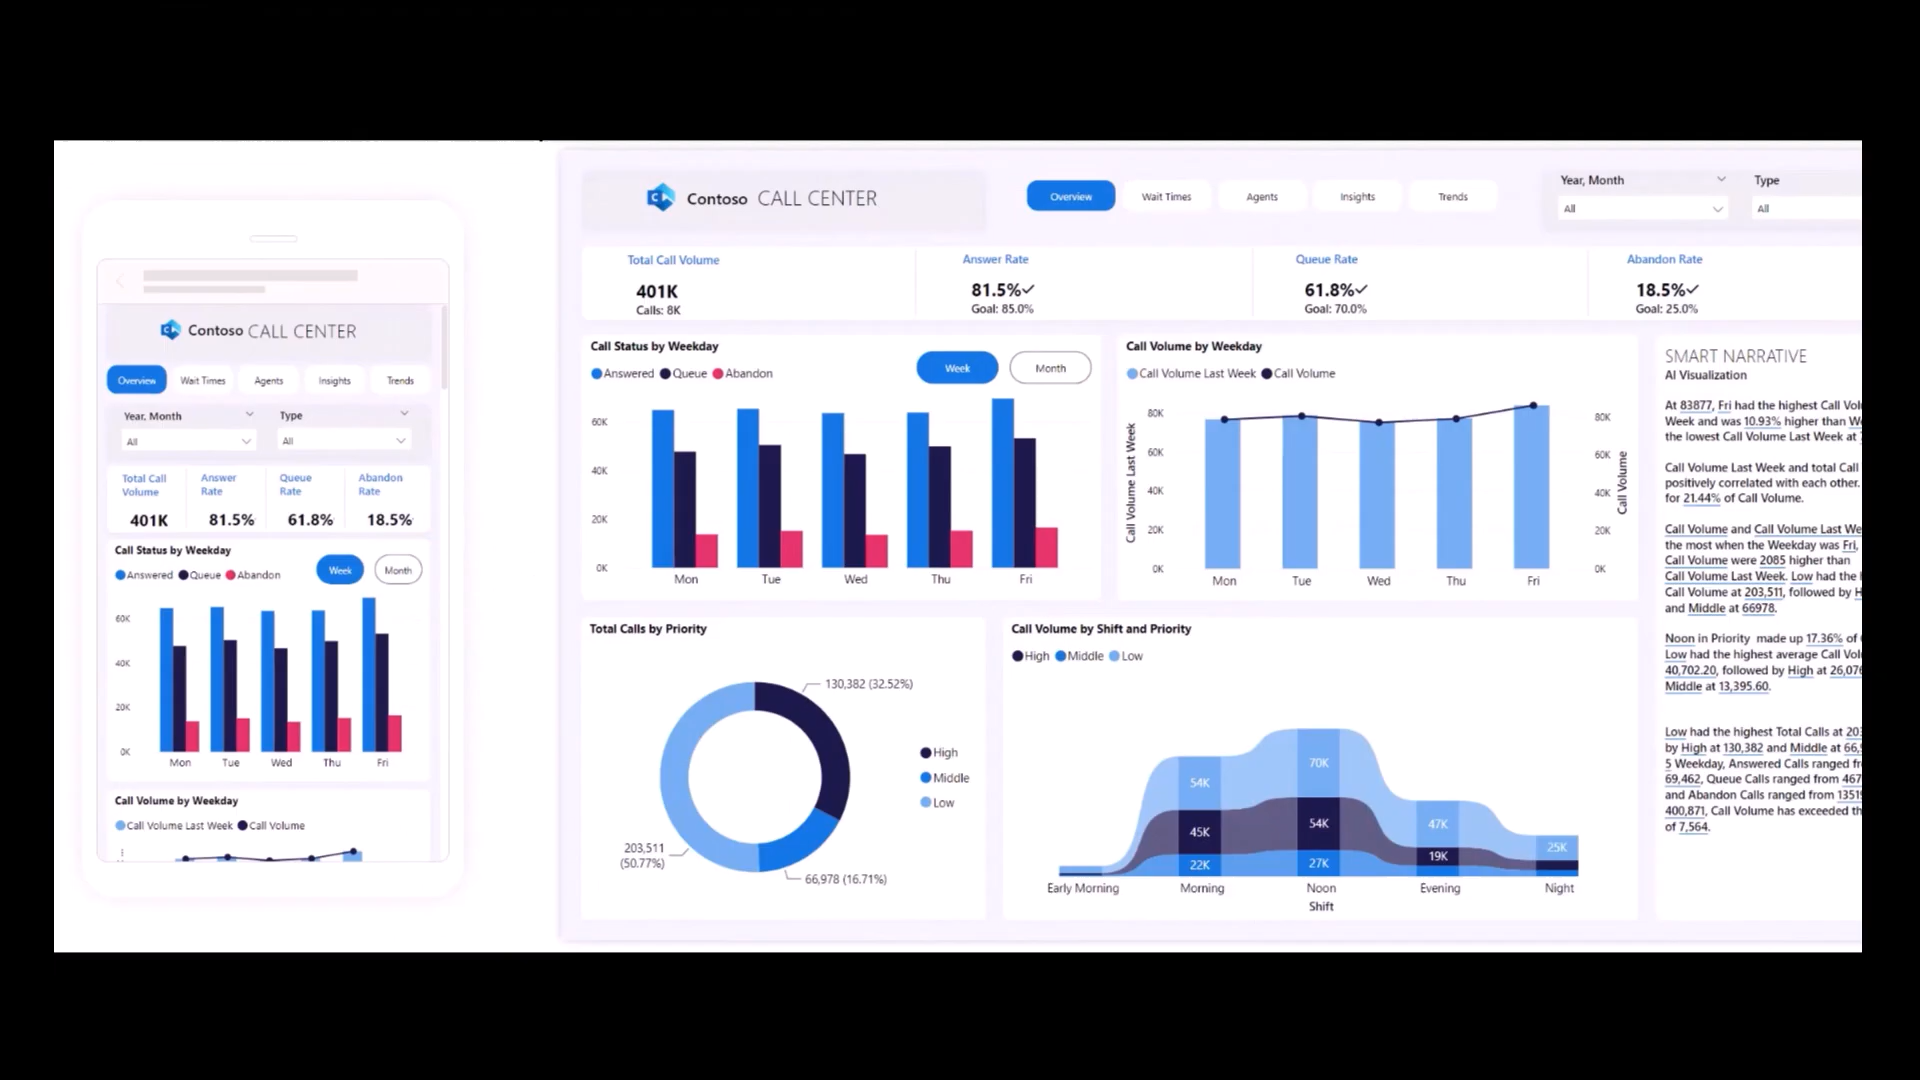 Contoso CALL CENTER
Overview Wait Times Agents Insights Trends
Year, Month Type
All All
Total Call Volume Answer Rate Queue Rate Abandon Rate
401K 81.5% 61.8% 18.5%
Call Status by Weekday
Answered Queue Abandon
Week Month
60K
40K
20K
0K
Mon Tue Wed Thu Fri
Call Volume by Weekday
Call Volume Last Week Call Volume
Contoso CALL CENTER
Overview Wait Times Agents Insights Trends
Year, Month Type
All All
Total Call Volume
401K
Calls: 8K
Answer Rate
81.5%✓
Goal: 85.0%
Queue Rate
61.8%✓
Goal: 70.0%
Abandon Rate
18.5%✓
Goal: 25.0%
Call Status by Weekday
Answered Queue Abandon
Week Month
60K
40K
20K
0K
Mon Tue Wed Thu Fri
Call Volume by Weekday
Call Volume Last Week Call Volume
Call Volume Last Week
80K
60K
40K
20K
0K
Mon Tue Wed Thu Fri
80K
60K
40K
20K
0K
Call Volume
Total Calls by Priority
130,382 (32.52%)
203,511
(50.77%)
66,978 (16.71%)
High
Middle
Low
Call Volume by Shift and Priority
High Middle Low
54K 70K 47K 25K
45K 54K 19K
22K 27K
Early Morning Morning Noon Evening Night
Shift
SMART NARRATIVE
AI Visualization
At 83877, Fri had the highest Call
Week and was 10.93% higher than
the lowest Call Volume Last Week at
Call Volume Last Week and total Call
positively correlated with each other.
for 21.44% of Call Volume.
Call Volume and Call Volume Last
the most when the Weekday was Fri,
Call Volume were 2085 higher than
Call Volume Last Week. Low had the
Call Volume at 203,511, followed by
and Middle at 66978.
Noon in Priority made up 17.36% of
Low had the highest average Call
40,702.20, followed by High at
Middle at 13,395.60.
Low had the highest Total Calls at
by High at 130,382 and Middle at
5 Weekday, Answered Calls ranged
69,462, Queue Calls ranged from
and Abandon Calls ranged from
400,871, Call Volume has exceeded
of 7,564.